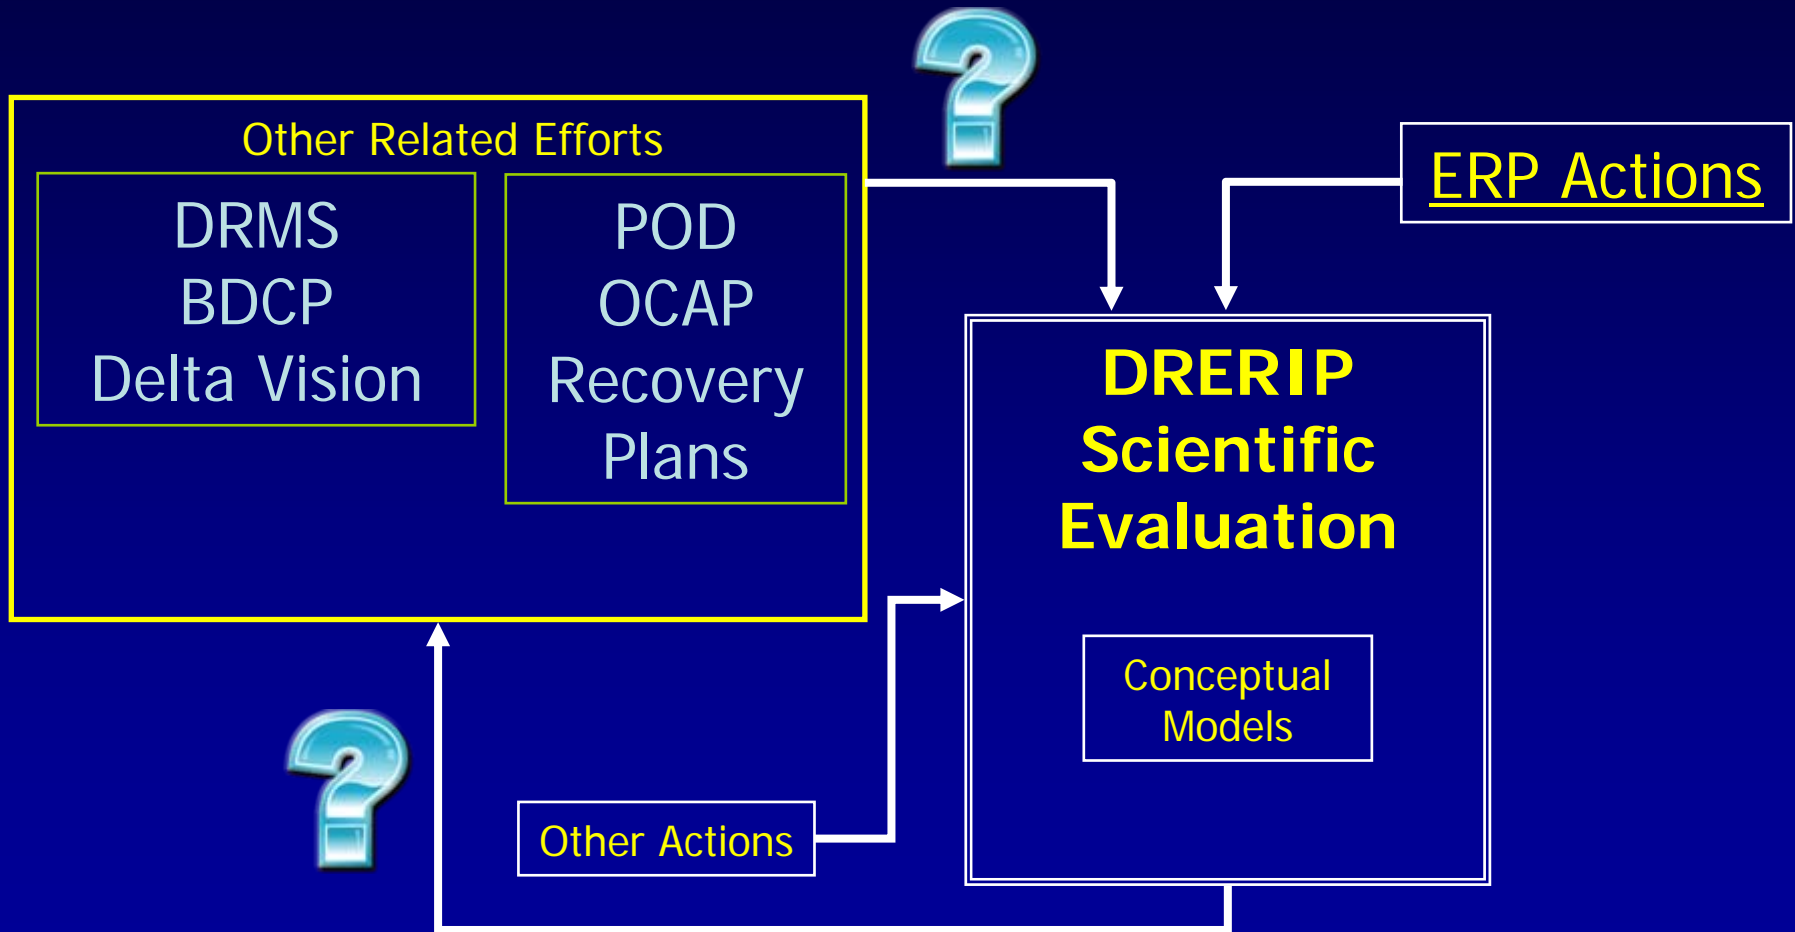 Other Related Efforts
DRMS
BDCP
Delta Vision
POD
OCAP
Recovery
Plans
ERP Actions
DRERIP
Scientific
Evaluation
Conceptual
Models
Other Actions